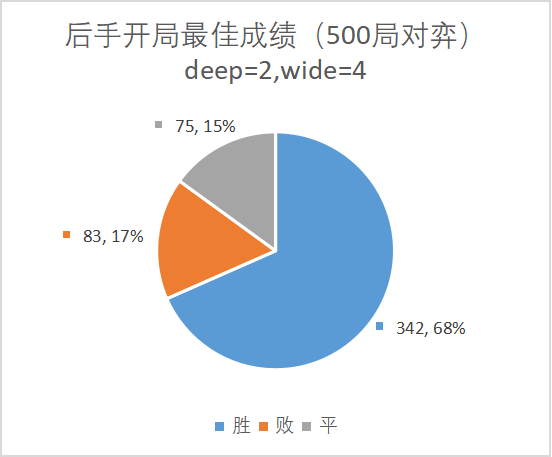 后手开局最佳成绩（500局对弈）
deep=2,wide=4
75, 15%
83, 17%
342, 68%
胜 败 平